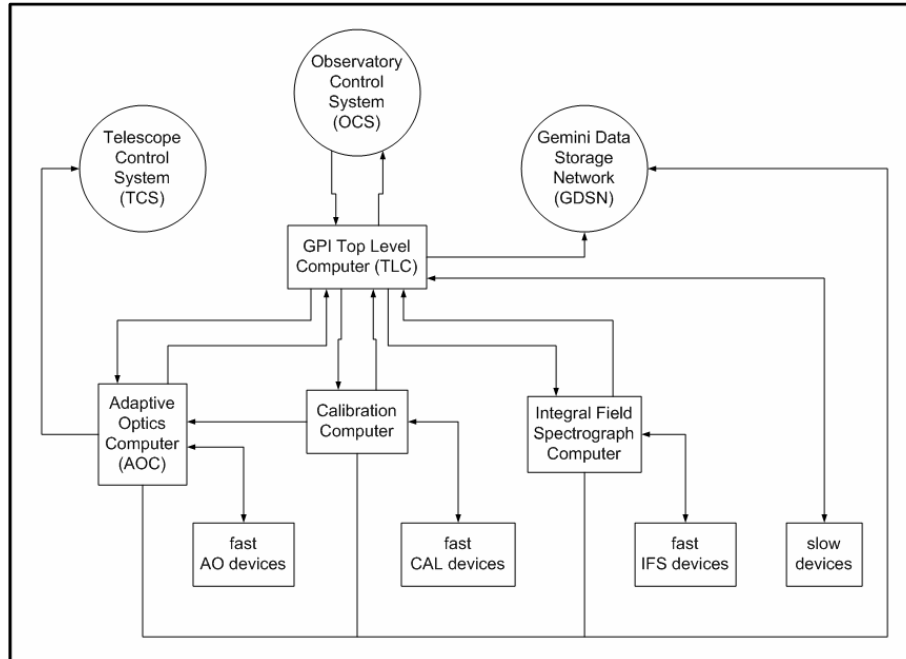 Observatory
Control
System
(OCS)
Telescope
Control
System
(TCS)
Gemini Data
Storage
Network
(GDSN)
GPI Top Level
Computer (TLC)
Adaptive
Optics
Computer
(AOC)
Calibration
Computer
Integral Field
Spectrograph
Computer
fast
AO devices
fast
CAL devices
fast
IFS devices
slow
devices